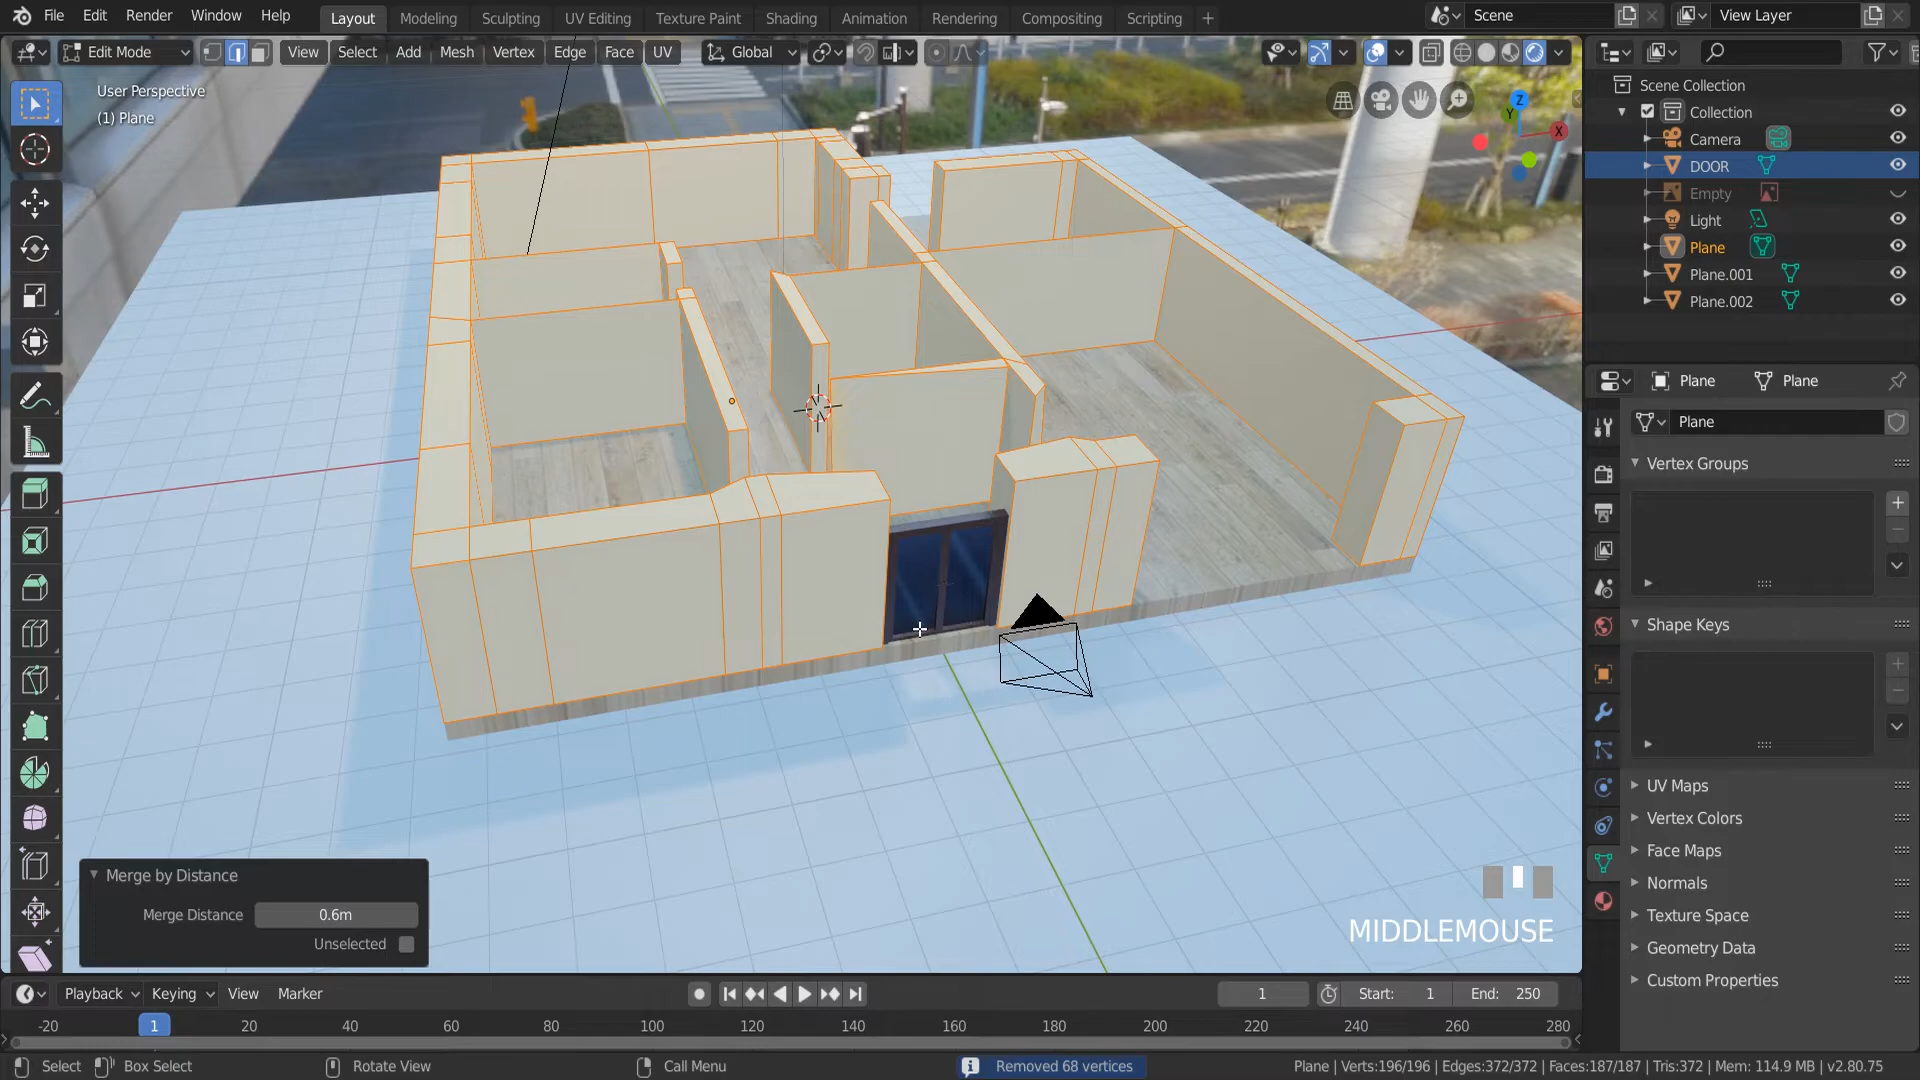 File Edit Render Window Help Layout Modeling Sculpting UV Editing Texture Paint Shading Animation Rendering Compositing Scripting + Scene View Layer
Edit Mode View Select Add Mesh Vertex Edge Face UV Global
User Perspective
(1) Plane
Z
Y
X
Scene Collection
Collection
Camera
DOOR
Empty
Light
Plane
Plane.001
Plane.002
Plane Plane
Plane
Vertex Groups
Shape Keys
UV Maps
Vertex Colors
Face Maps
Normals
Texture Space
Geometry Data
Custom Properties
Merge by Distance
Merge Distance 0.6m
Unselected
MIDDLEMOUSE
Playback Keying View Marker 1 Start: 1 End: 250
-20 1 20 40 60 80 100 120 140 160 180 200 220 240 260 280
Select Box Select Rotate View Call Menu Removed 68 vertices Plane | Verts:196/196 | Edges:372/372 | Faces:187/187 | Tris:372 | Mem: 114.9 MB | v2.80.75